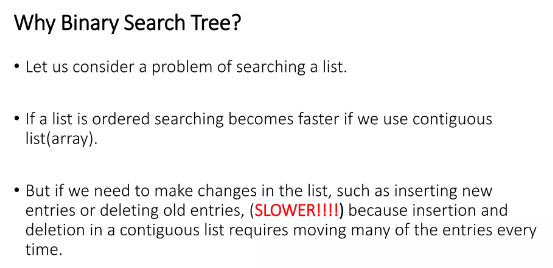 Why Binary Search Tree?
• Let us consider a problem of searching a list.
• If a list is ordered searching becomes faster if we use contiguous
list(array).
• But if we need to make changes in the list, such as inserting new
entries or deleting old entries, (SLOWER!!!!) because insertion and
deletion in a contiguous list requires moving many of the entries every
time.